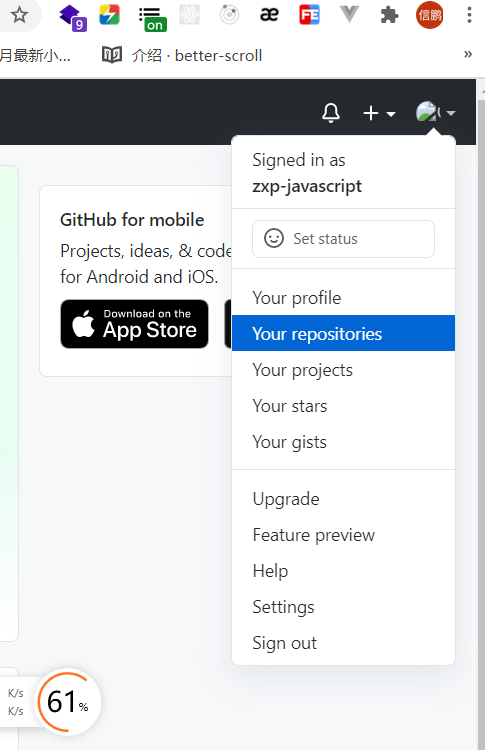 9
on
æ
FE
信鹏
月最新小...
介绍 · better-scroll
»
Signed in as
zxp-javascript
Set status
GitHub for mobile
Projects, ideas, & code
for Android and iOS.
Download on the
App Store
Your profile
Your repositories
Your projects
Your stars
Your gists
Upgrade
Feature preview
Help
Settings
Sign out
K/s
K/s
61%